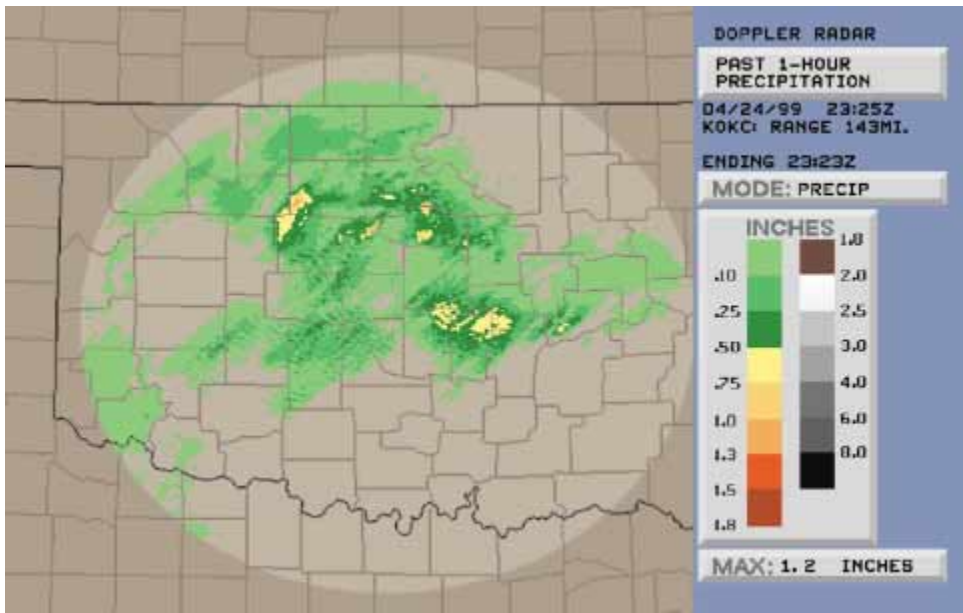 DOPPLER RADAR
PAST 1-HOUR
PRECIPITATION
04/24/99 23:25Z
KOKC: RANGE 143MI.
ENDING 23:23Z
MODE: PRECIP
INCHES
.10
.25
.50
.75
1.0
1.3
1.5
1.8
1.8
2.0
2.5
3.0
4.0
6.0
8.0
MAX: 1.2 INCHES